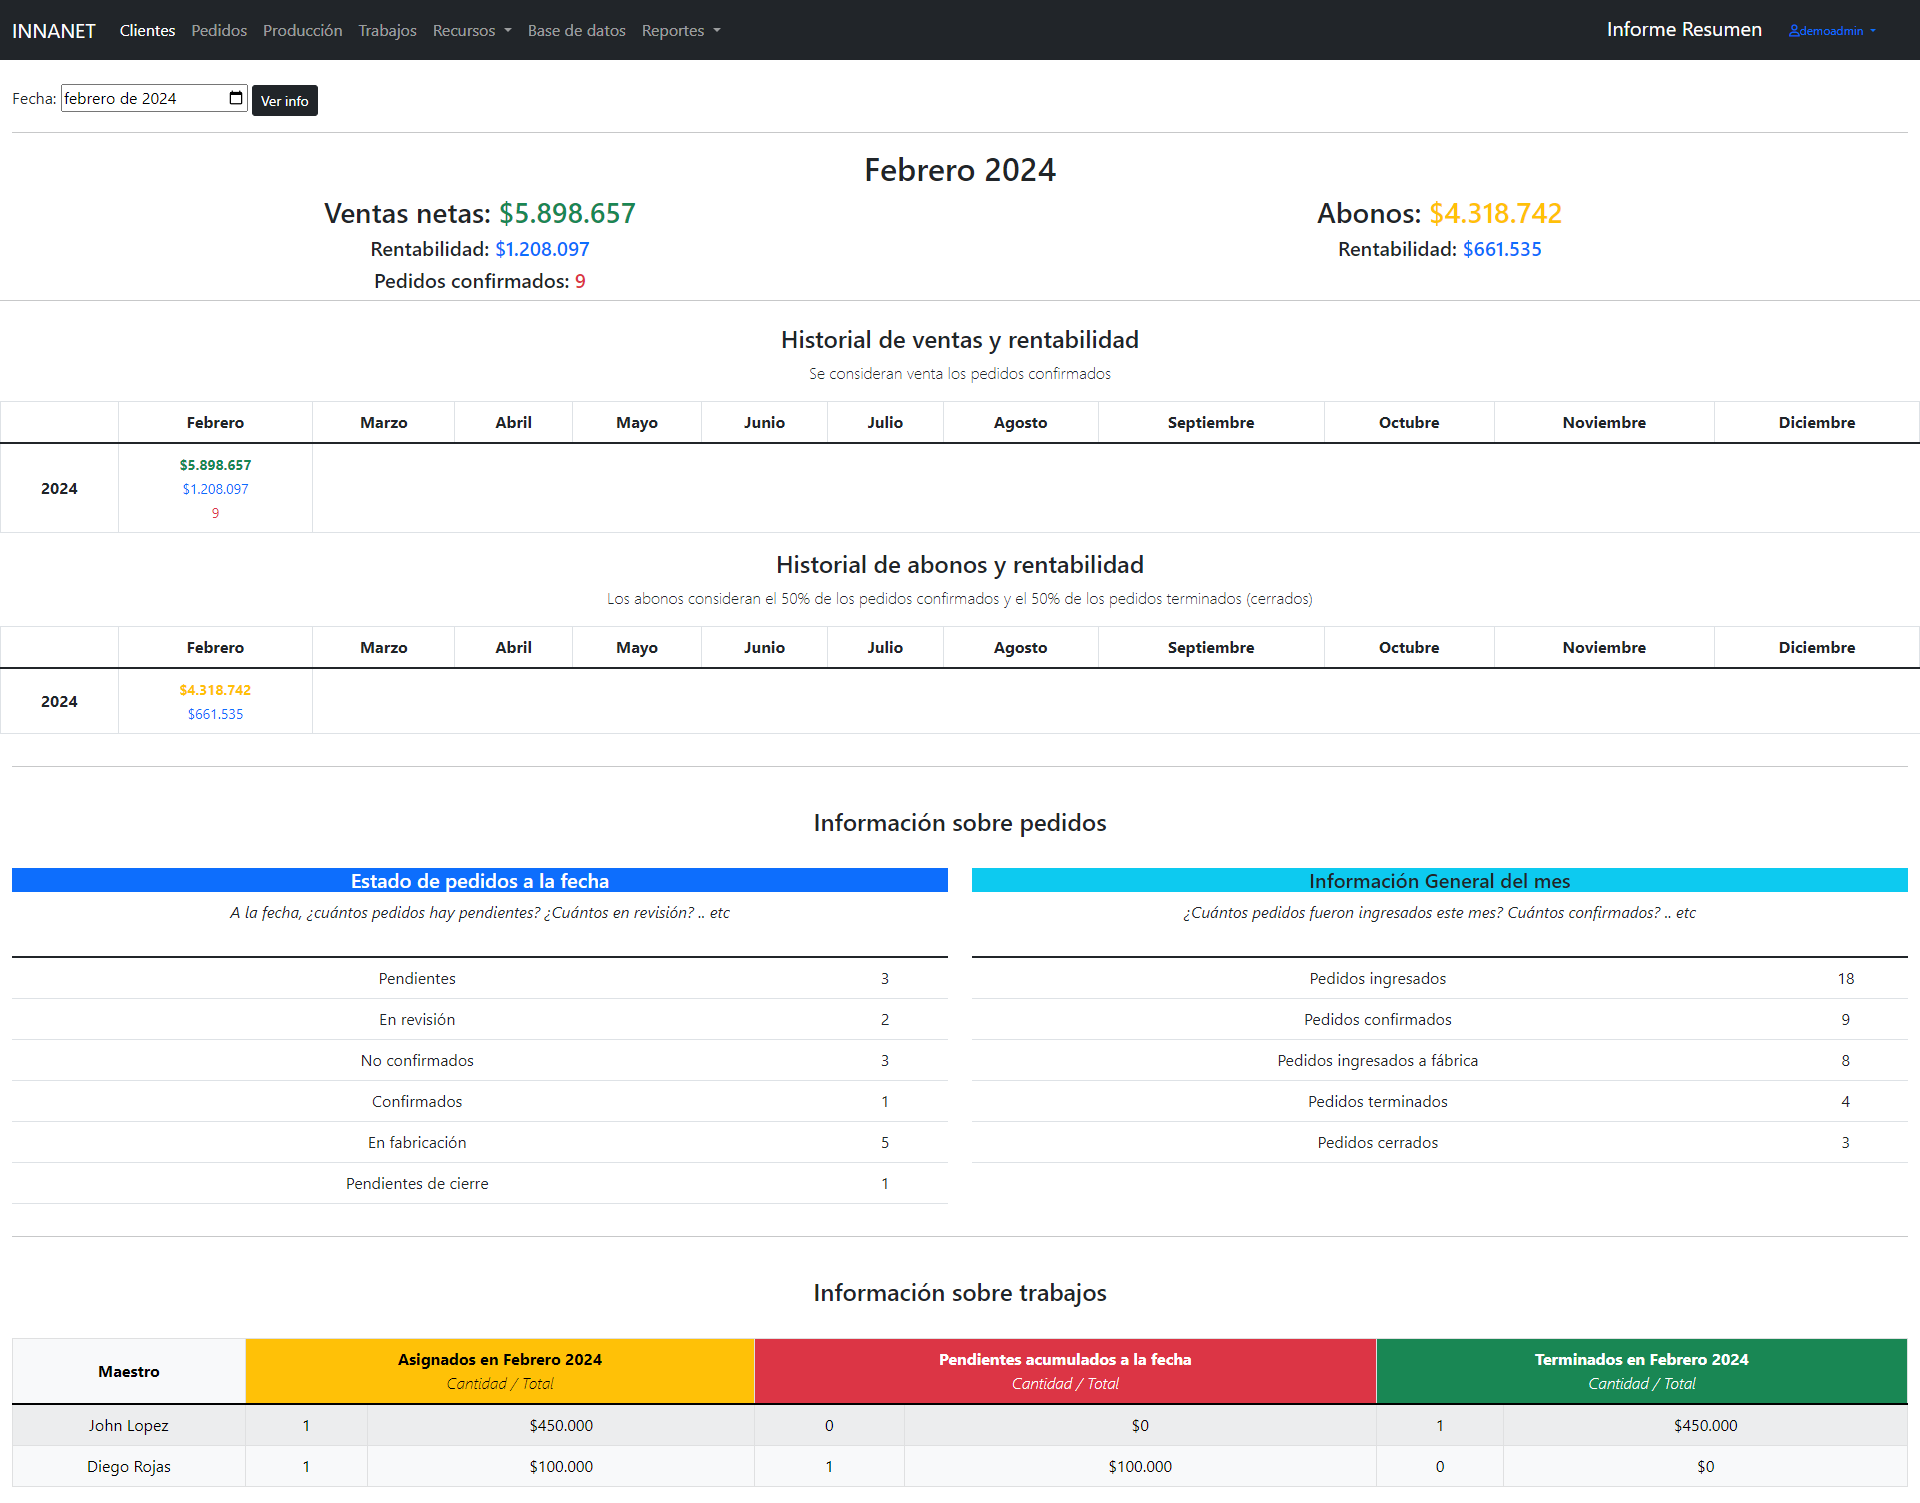 INNANET Clientes Pedidos Producción Trabajos Recursos Base de datos Reportes Informe Resumen demoadmin
Fecha: febrero de 2024 Ver info
Febrero 2024
Ventas netas: $5.898.657 Abonos: $4.318.742
Rentabilidad: $1.208.097 Rentabilidad: $661.535
Pedidos confirmados: 9
Historial de ventas y rentabilidad
Se consideran venta los pedidos confirmados
Febrero Marzo Abril Mayo Junio Julio Agosto Septiembre Octubre Noviembre Diciembre
$5.898.657
2024 $1.208.097
9
Historial de abonos y rentabilidad
Los abonos consideran el 50% de los pedidos confirmados y el 50% de los pedidos terminados (cerrados)
Febrero Marzo Abril Mayo Junio Julio Agosto Septiembre Octubre Noviembre Diciembre
2024 $4.318.742
$661.535
Información sobre pedidos
Estado de pedidos a la fecha
A la fecha, ¿cuántos pedidos hay pendientes? ¿Cuántos en revisión? .. etc
Pendientes 3
En revisión 2
No confirmados 3
Confirmados 1
En fabricación 5
Pendientes de cierre 1
Información General del mes
¿Cuántos pedidos fueron ingresados este mes? Cuántos confirmados? .. etc
Pedidos ingresados 18
Pedidos confirmados 9
Pedidos ingresados a fábrica 8
Pedidos terminados 4
Pedidos cerrados 3
Información sobre trabajos
Maestro Asignados en Febrero 2024 Pendientes acumulados a la fecha Terminados en Febrero 2024
Cantidad / Total Cantidad / Total Cantidad / Total
John Lopez 1 $450.000 0 $0 1 $450.000
Diego Rojas 1 $100.000 1 $100.000 0 $0